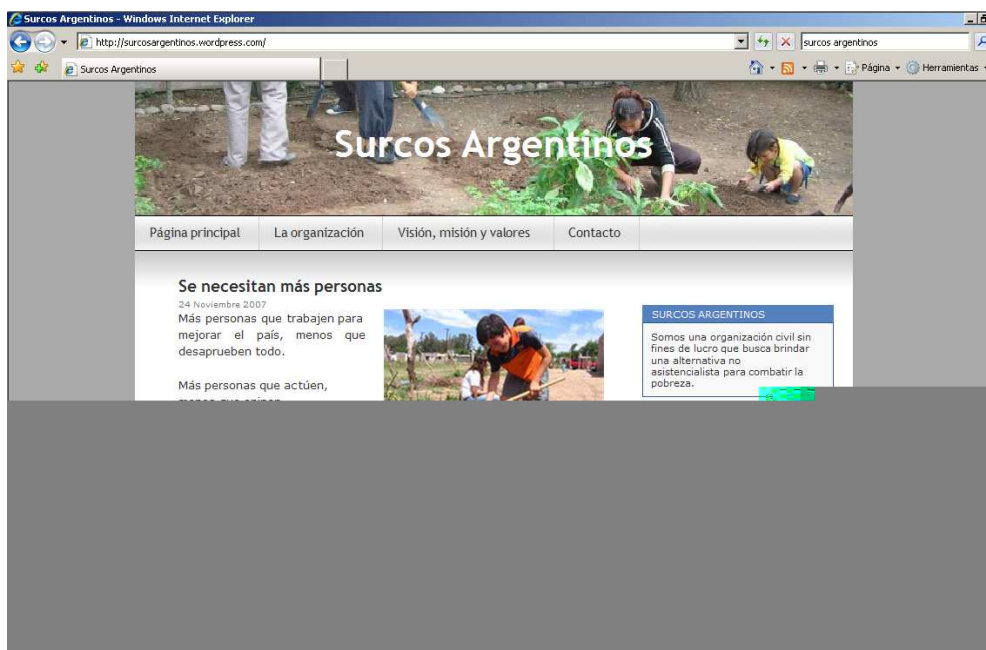 Surcos Argentinos - Windows Internet Explorer
http://surcosargentinos.wordpress.com/
surcos argentinos
Surcos Argentinos
Página
Herramientas
Surcos Argentinos
Página principal
La organización
Visión, misión y valores
Contacto
Se necesitan más personas
24 Noviembre 2007
Más personas que trabajen para
mejorar el país, menos que
desaprueben todo.
Más personas que actúen,
SURCOS ARGENTINOS
Somos una organización civil sin
fines de lucro que busca brindar
una alternativa no
asistencialista para combatir la
pobreza.